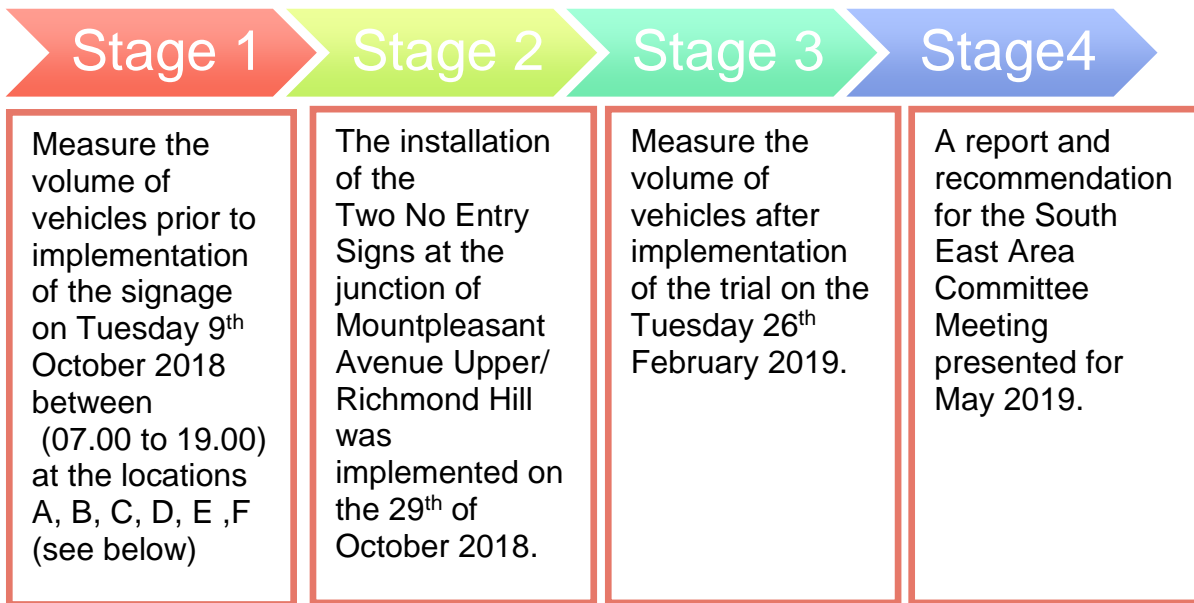 Stage 1
Measure the
volume of
vehicles prior to
implementation
of the signage
on Tuesday 9th
October 2018
between
(07.00 to 19.00)
at the locations
A, B, C, D, E ,F
(see below)
Stage 2
The installation
of the
Two No Entry
Signs at the
junction of
Mountpleasant
Avenue Upper/
Richmond Hill
was
implemented on
the 29th of
October 2018.
Stage 3
Measure the
volume of
vehicles after
implementation
of the trial on the
Tuesday 26th
February 2019.
Stage4
A report and
recommendation
for the South
East Area
Committee
Meeting
presented for
May 2019.